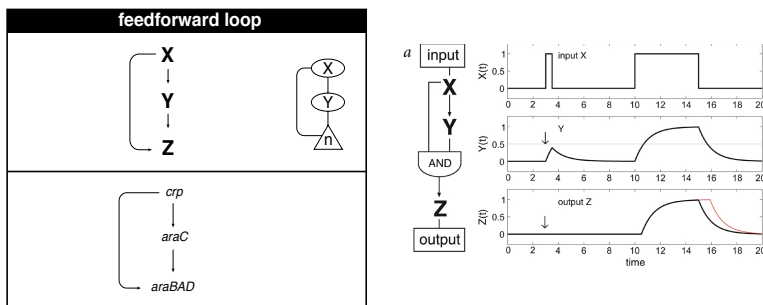 feedforward loop
X
Y
Z
X
Y
n
crp
araC
araBAD
a
input
X
Y
AND
Z
output
X(t)
1
0.5
0
input X
0 2 4 6 8 10 12 14 16 18 20
Y(t)
1
0.5
0
Y
0 2 4 6 8 10 12 14 16 18 20
Z(t)
1
0.5
0
output Z
0 2 4 6 8 10 12 14 16 18 20
time